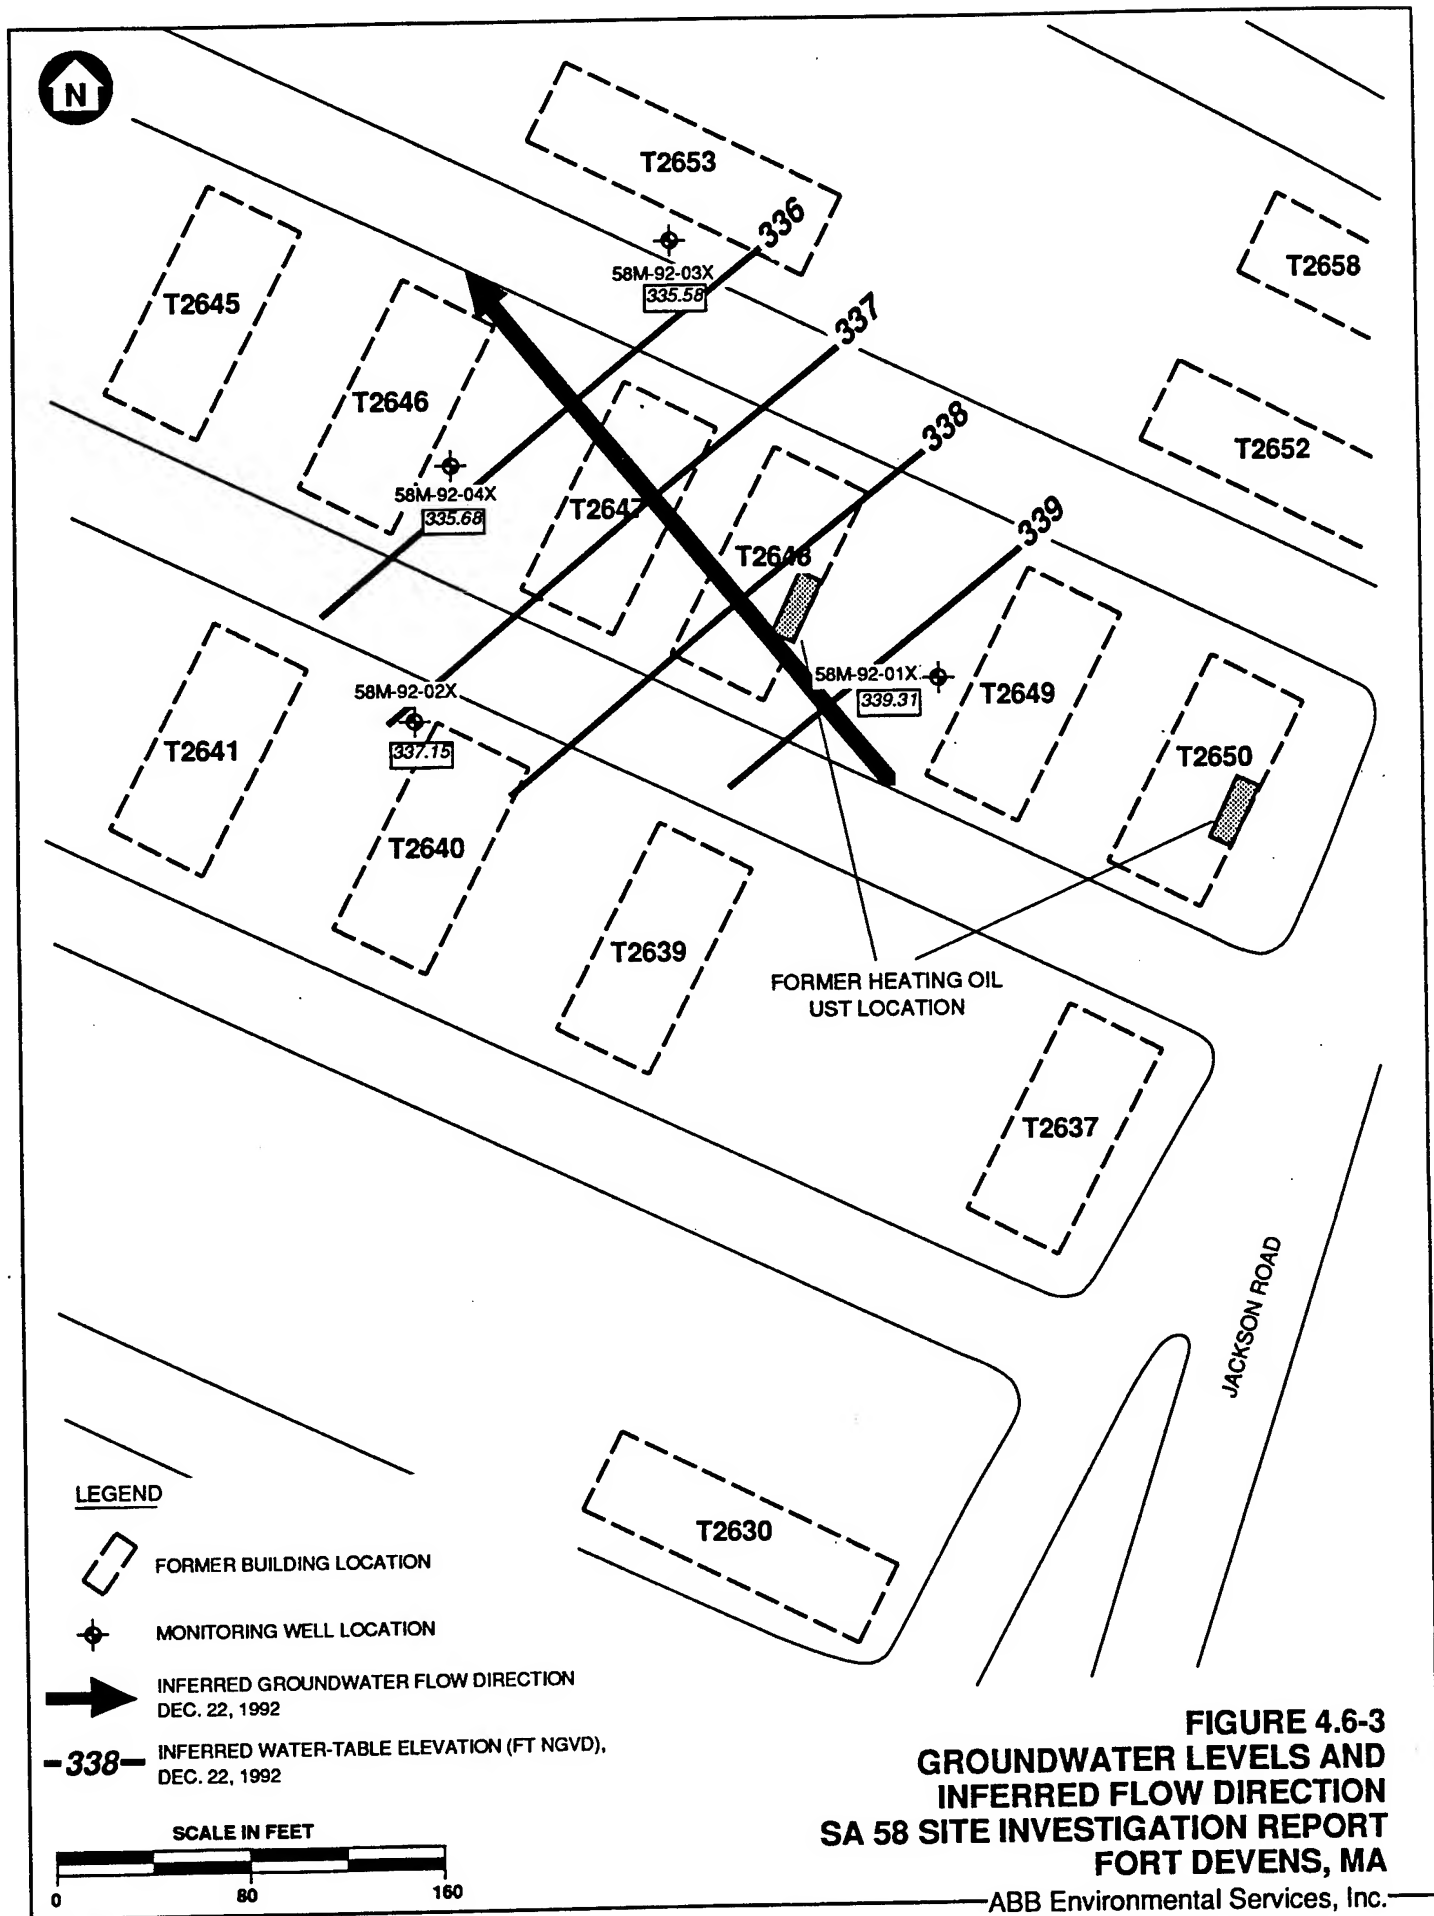 N
T2653
336
58M-92-03X
335.58
T2658
T2645
337
T2646
338
T2652
58M-92-04X
335.68
T2647
339
T2648
58M-92-01X
339.31
T2649
58M-92-02X
337.15
T2641
T2650
T2640
T2639
FORMER HEATING OIL
UST LOCATION
T2637
JACKSON ROAD
T2630
LEGEND
FORMER BUILDING LOCATION
MONITORING WELL LOCATION
INFERRED GROUNDWATER FLOW DIRECTION
DEC. 22, 1992
-338- INFERRED WATER-TABLE ELEVATION (FT NGVD),
DEC. 22, 1992
SCALE IN FEET
0 80 160
FIGURE 4.6-3
GROUNDWATER LEVELS AND
INFERRED FLOW DIRECTION
SA 58 SITE INVESTIGATION REPORT
FORT DEVENS, MA
ABB Environmental Services, Inc.